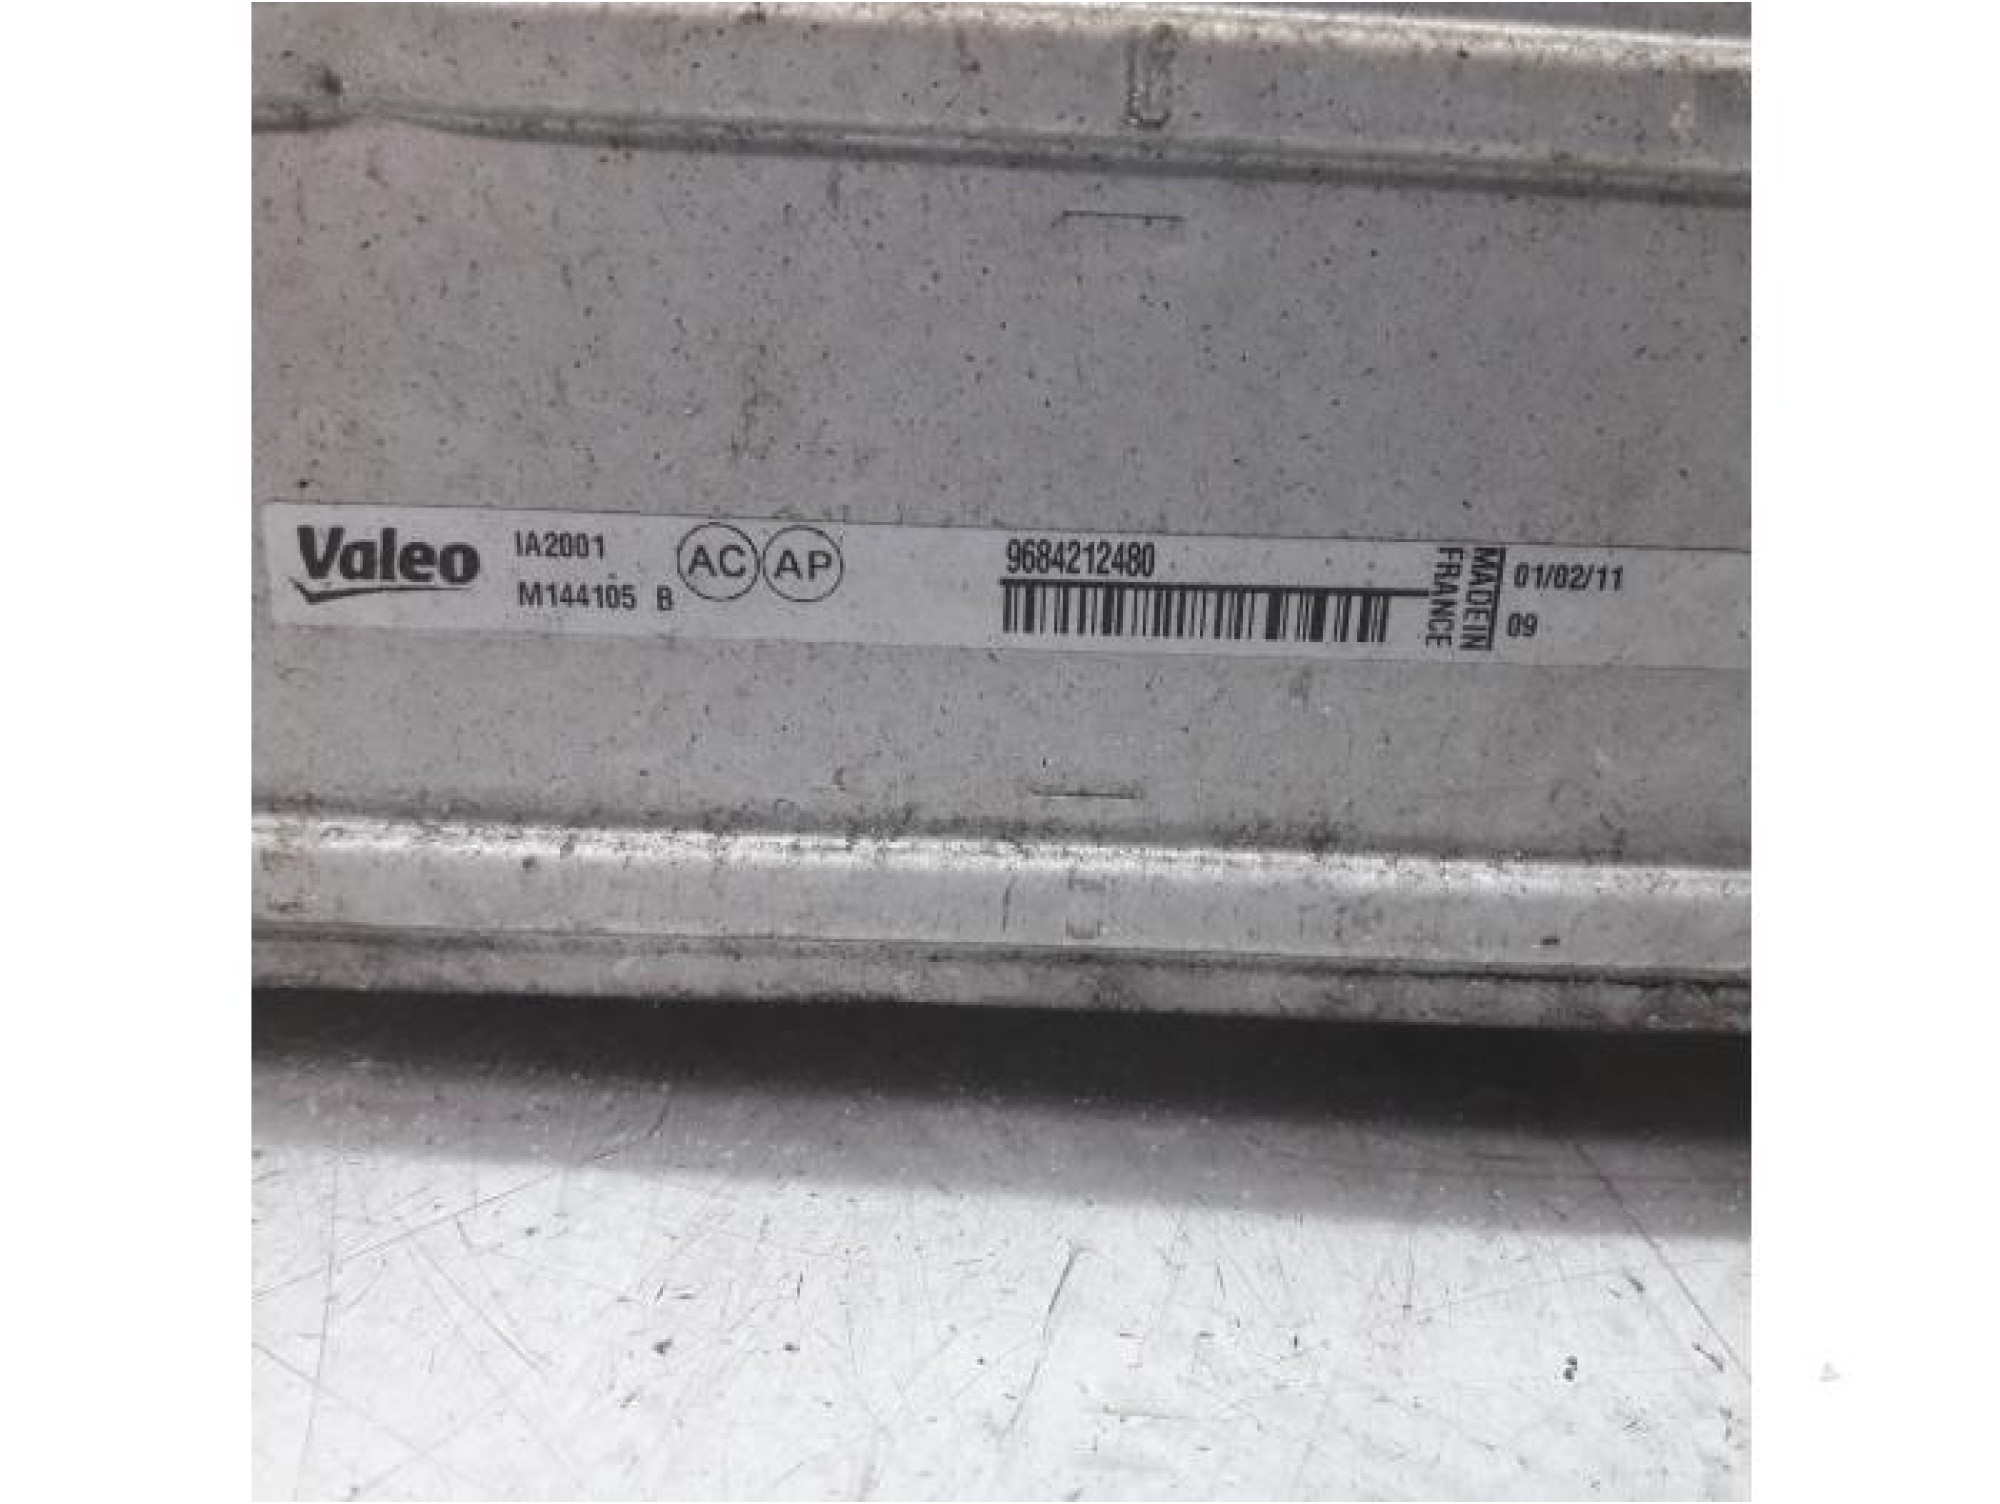 Valeo
IA2001
M144105 B
AC AP
9684212480
MADE IN
FRANCE
01/02/11
09